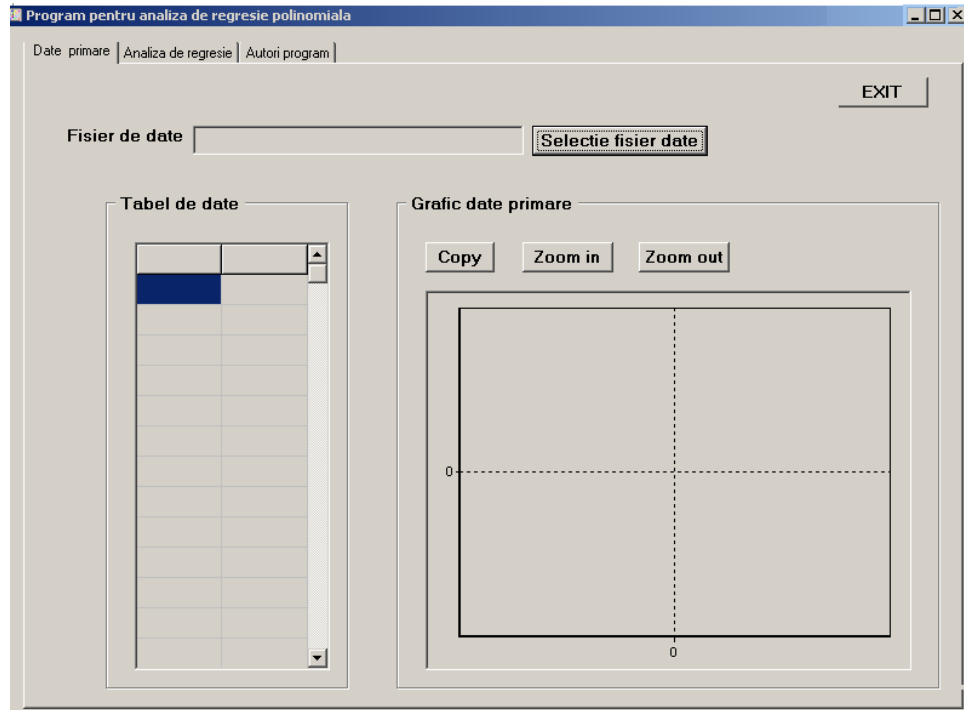 Program pentru analiza de regresie polinomiala
Date primare Analiza de regresie Autori program
EXIT
Fisier de date Selectie fisier date
Tabel de date
Grafic date primare
Copy Zoom in Zoom out
0
0